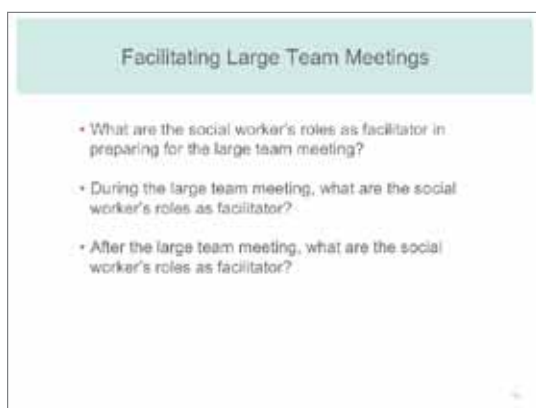 Facilitating Large Team Meetings
• What are the social worker's roles as facilitator in
preparing for the large team meeting?
• During the large team meeting, what are the social
worker's roles as facilitator?
• After the large team meeting, what are the social
worker's roles as facilitator?